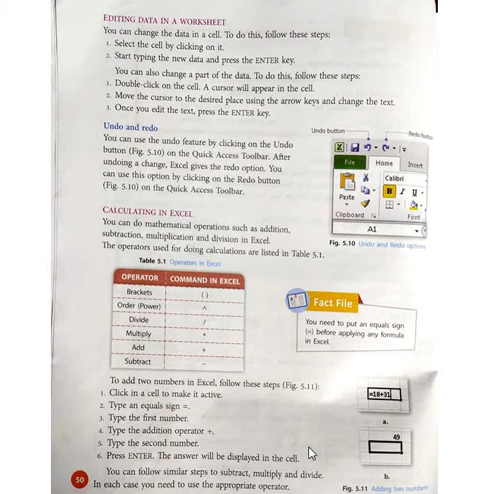 EDITING DATA IN A WORKSHEET
You can change the data in a cell. To do this, follow these steps:
1. Select the cell by clicking on it.
2. Start typing the new data and press the ENTER key.
You can also change a part of the data. To do this, follow these steps:
1. Double-click on the cell. A cursor will appear in the cell.
2. Move the cursor to the desired place using the arrow keys and change the text.
3. Once you edit the text, press the ENTER key.
Undo and redo
You can use the undo feature by clicking on the Undo
button (Fig. 5.10) on the Quick Access Toolbar. After
undoing a change, Excel gives the redo option. You
can use this option by clicking on the Redo button
(Fig. 5.10) on the Quick Access Toolbar.
Undo button
Redo button
File Home Insert
Calibri
Paste
B I U
Clipboard Font
A1
Fig. 5.10 Undo and Redo options
CALCULATING IN EXCEL
You can do mathematical operations such as addition,
subtraction, multiplication and division in Excel.
The operators used for doing calculations are listed in Table 5.1.
Table 5.1 Operators in Excel
OPERATOR COMMAND IN EXCEL
Brackets ( )
Order (Power) ^
Divide /
Multiply *
Add +
Subtract -
Fact File
You need to put an equals sign
(=) before applying any formula
in Excel.
To add two numbers in Excel, follow these steps (Fig. 5.11):
1. Click in a cell to make it active.
2. Type an equals sign =.
3. Type the first number.
4. Type the addition operator +.
5. Type the second number.
6. Press ENTER. The answer will be displayed in the cell.
You can follow similar steps to subtract, multiply and divide.
In each case you need to use the appropriate operator.
50
=18+31
a.
49
b.
Fig. 5.11 Adding two numbers